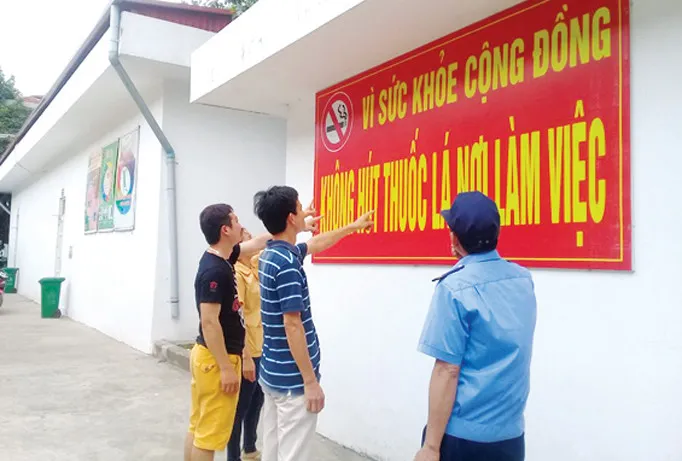 VÌ SỨC KHỎE CỘNG ĐỒNG
KHÔNG HÚT THUỐC LÁ NƠI LÀM VIỆC